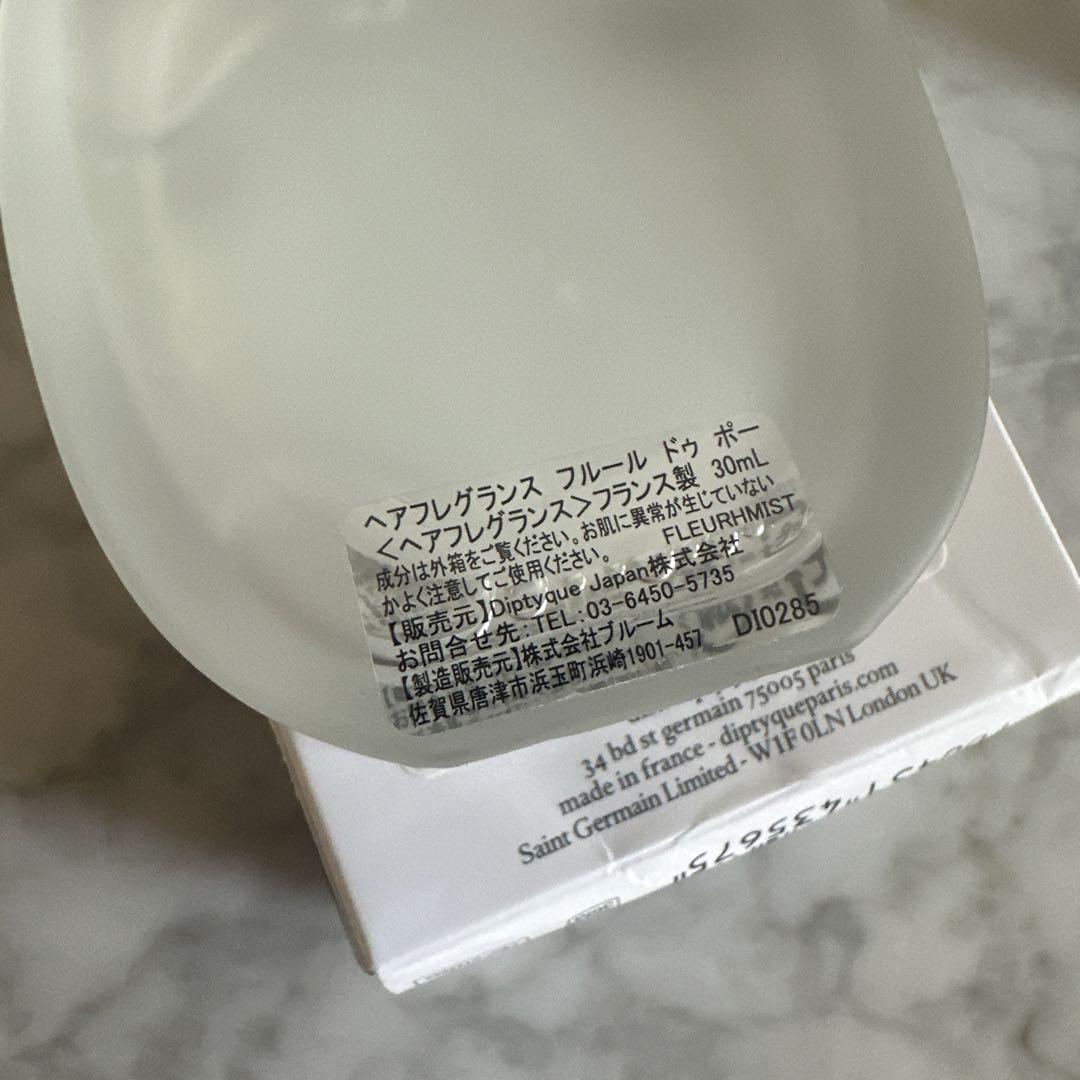 ヘアフレグランス フルール ドゥ ポー
<ヘアフレグランス>フランス製 30mL
成分は外箱をご覧ください。お肌に異常が生じていない
かよく注意してご使用ください。 FLEURHMIST
【販売元】Diptyque Japan株式会社
お問合せ先:TEL:03-6450-5735
【製造販売元】株式会社ブルーム
佐賀県唐津市浜玉町浜崎1901-457 DI0285
34 bd st germain 75005 paris
made in france - diptyqueparis.com
Saint Germain Limited - W1F 0LN London UK
435675